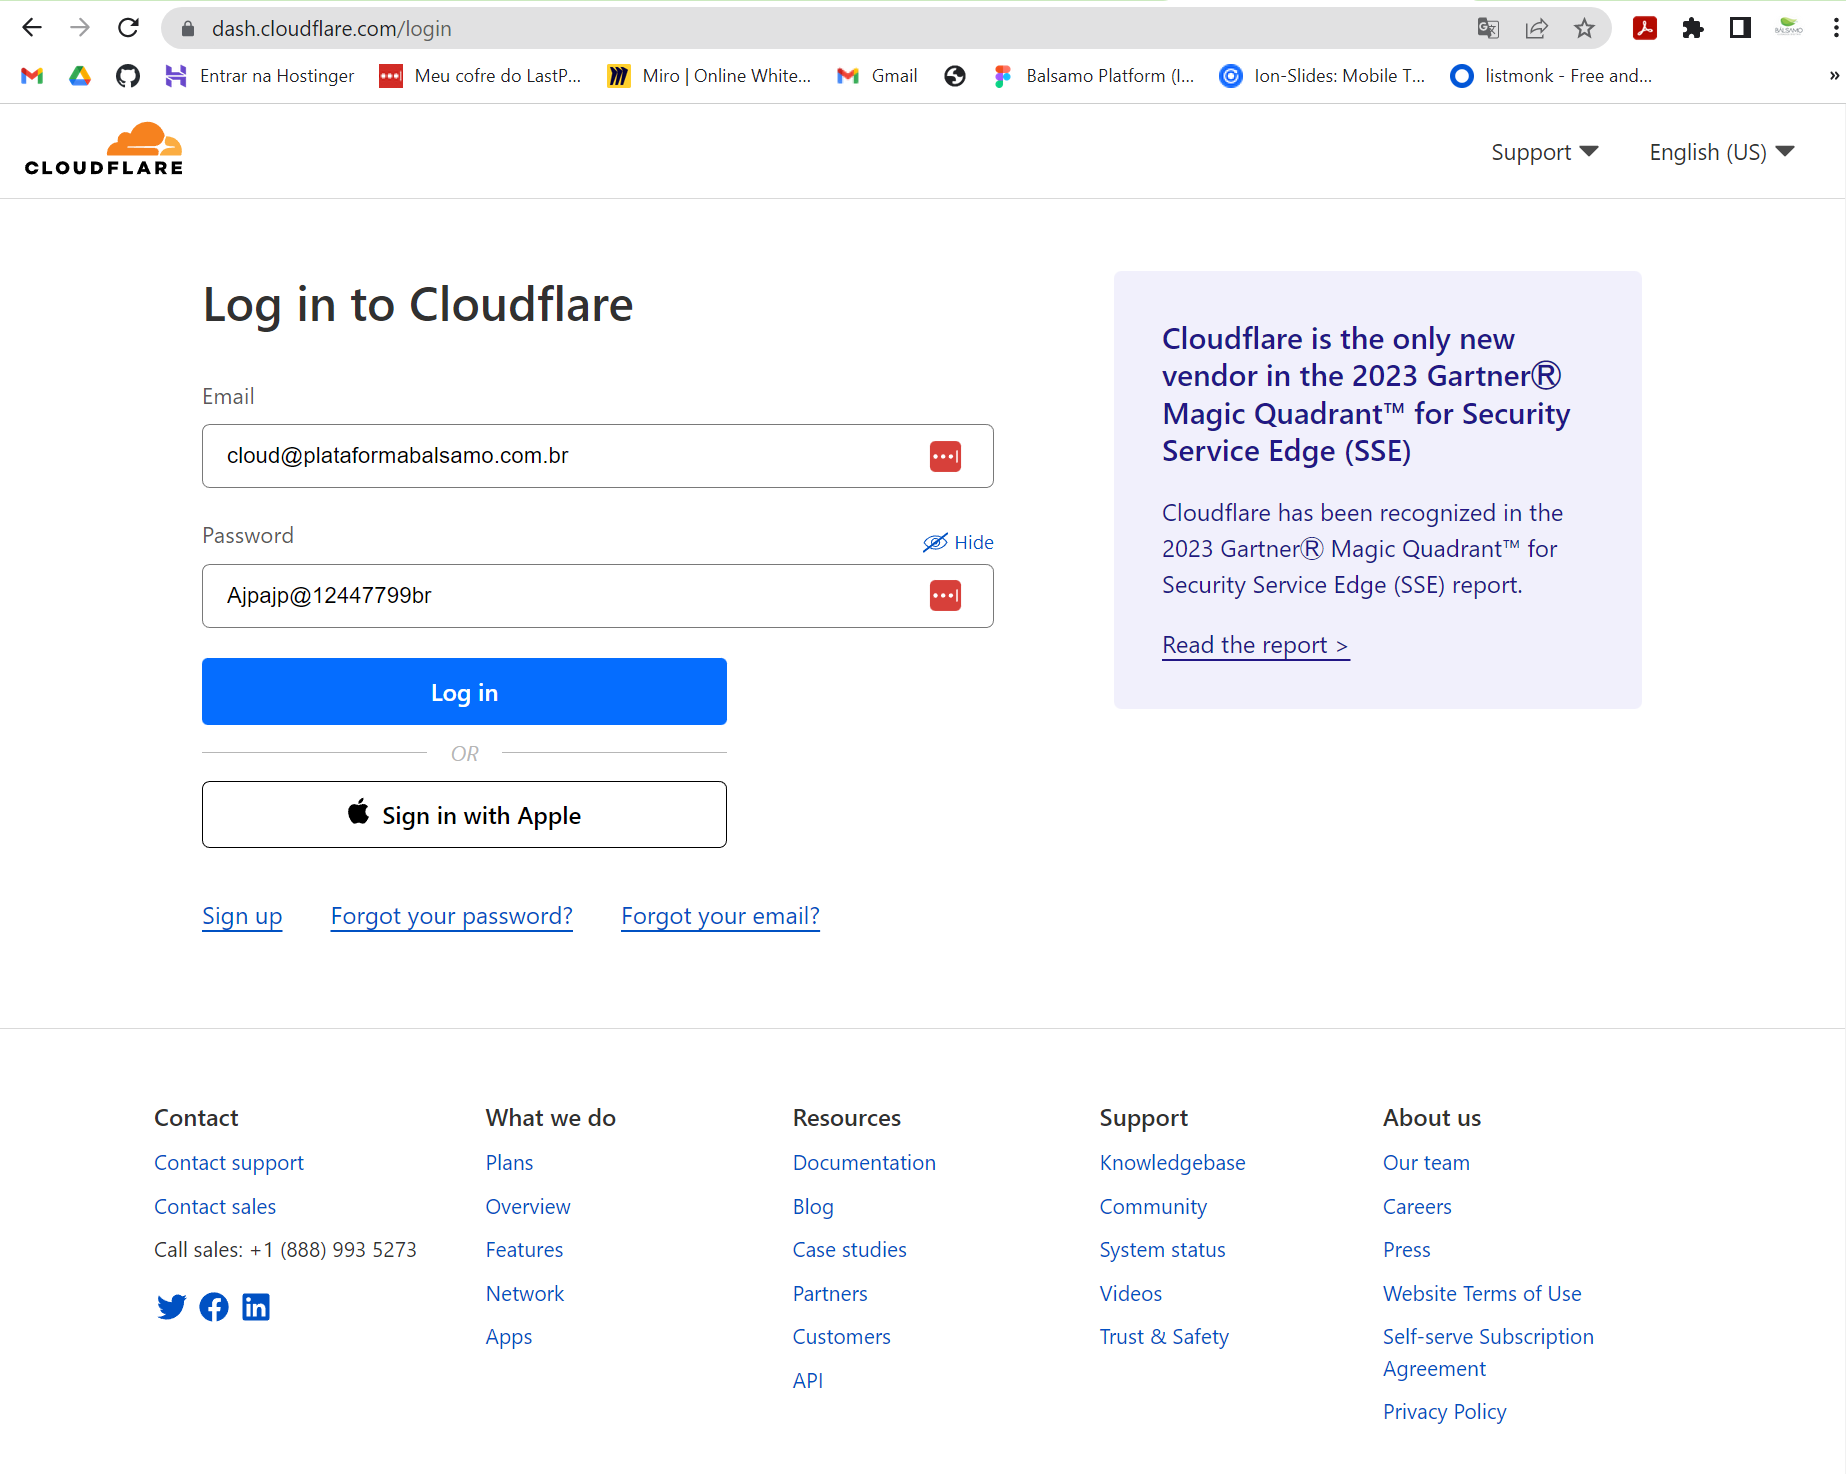 dash.cloudflare.com/login
Entrar na Hostinger
Meu cofre do LastP...
Miro | Online White...
Gmail
Balsamo Platform (I...
Ion-Slides: Mobile T...
listmonk - Free and...
»
CLOUDFLARE
Support
English (US)
Log in to Cloudflare
Email
cloud@plataformabalsamo.com.br
Password
Hide
Ajpajp@12447799br
Log in
OR
Sign in with Apple
Sign up
Forgot your password?
Forgot your email?
Cloudflare is the only new
vendor in the 2023 Gartner®
Magic Quadrant™ for Security
Service Edge (SSE)
Cloudflare has been recognized in the
2023 Gartner® Magic Quadrant™ for
Security Service Edge (SSE) report.
Read the report >
Contact
Contact support
Contact sales
Call sales: +1 (888) 993 5273
What we do
Plans
Overview
Features
Network
Apps
Resources
Documentation
Blog
Case studies
Partners
Customers
API
Support
Knowledgebase
Community
System status
Videos
Trust & Safety
About us
Our team
Careers
Press
Website Terms of Use
Self-serve Subscription
Agreement
Privacy Policy